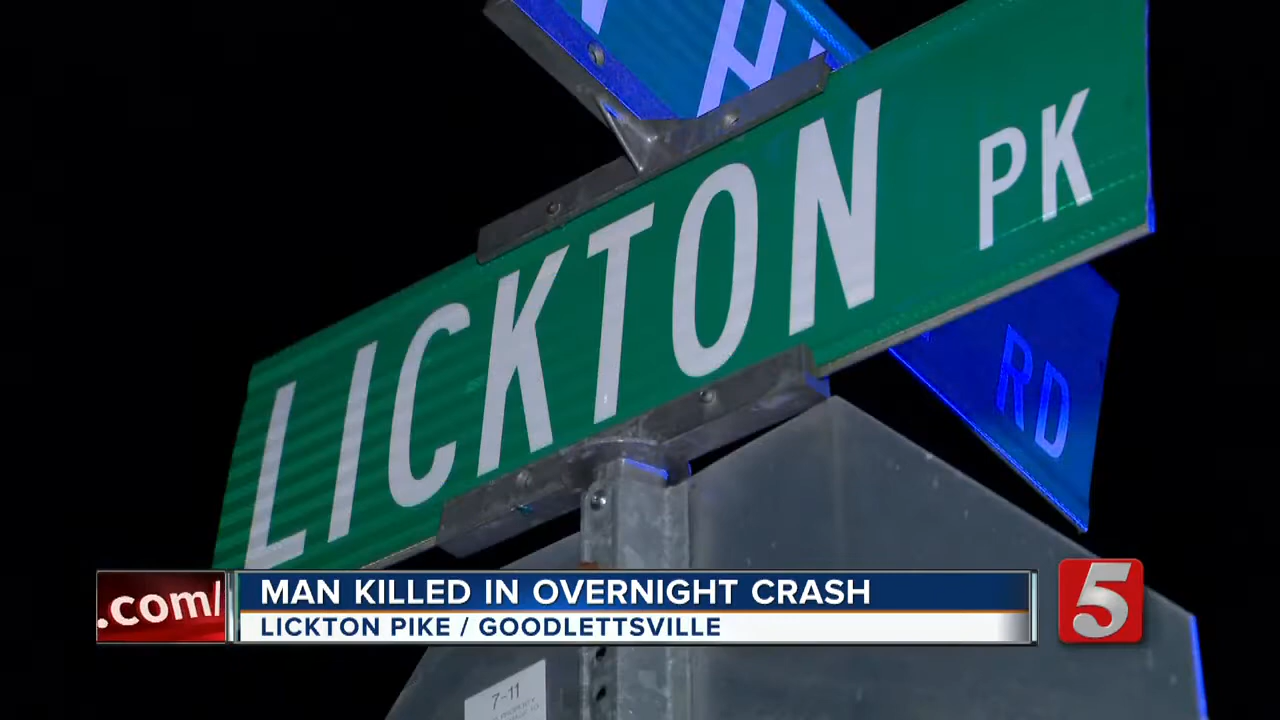 LICKTON PK
RD
.com/
MAN KILLED IN OVERNIGHT CRASH
LICKTON PIKE / GOODLETTSVILLE
5
7-11